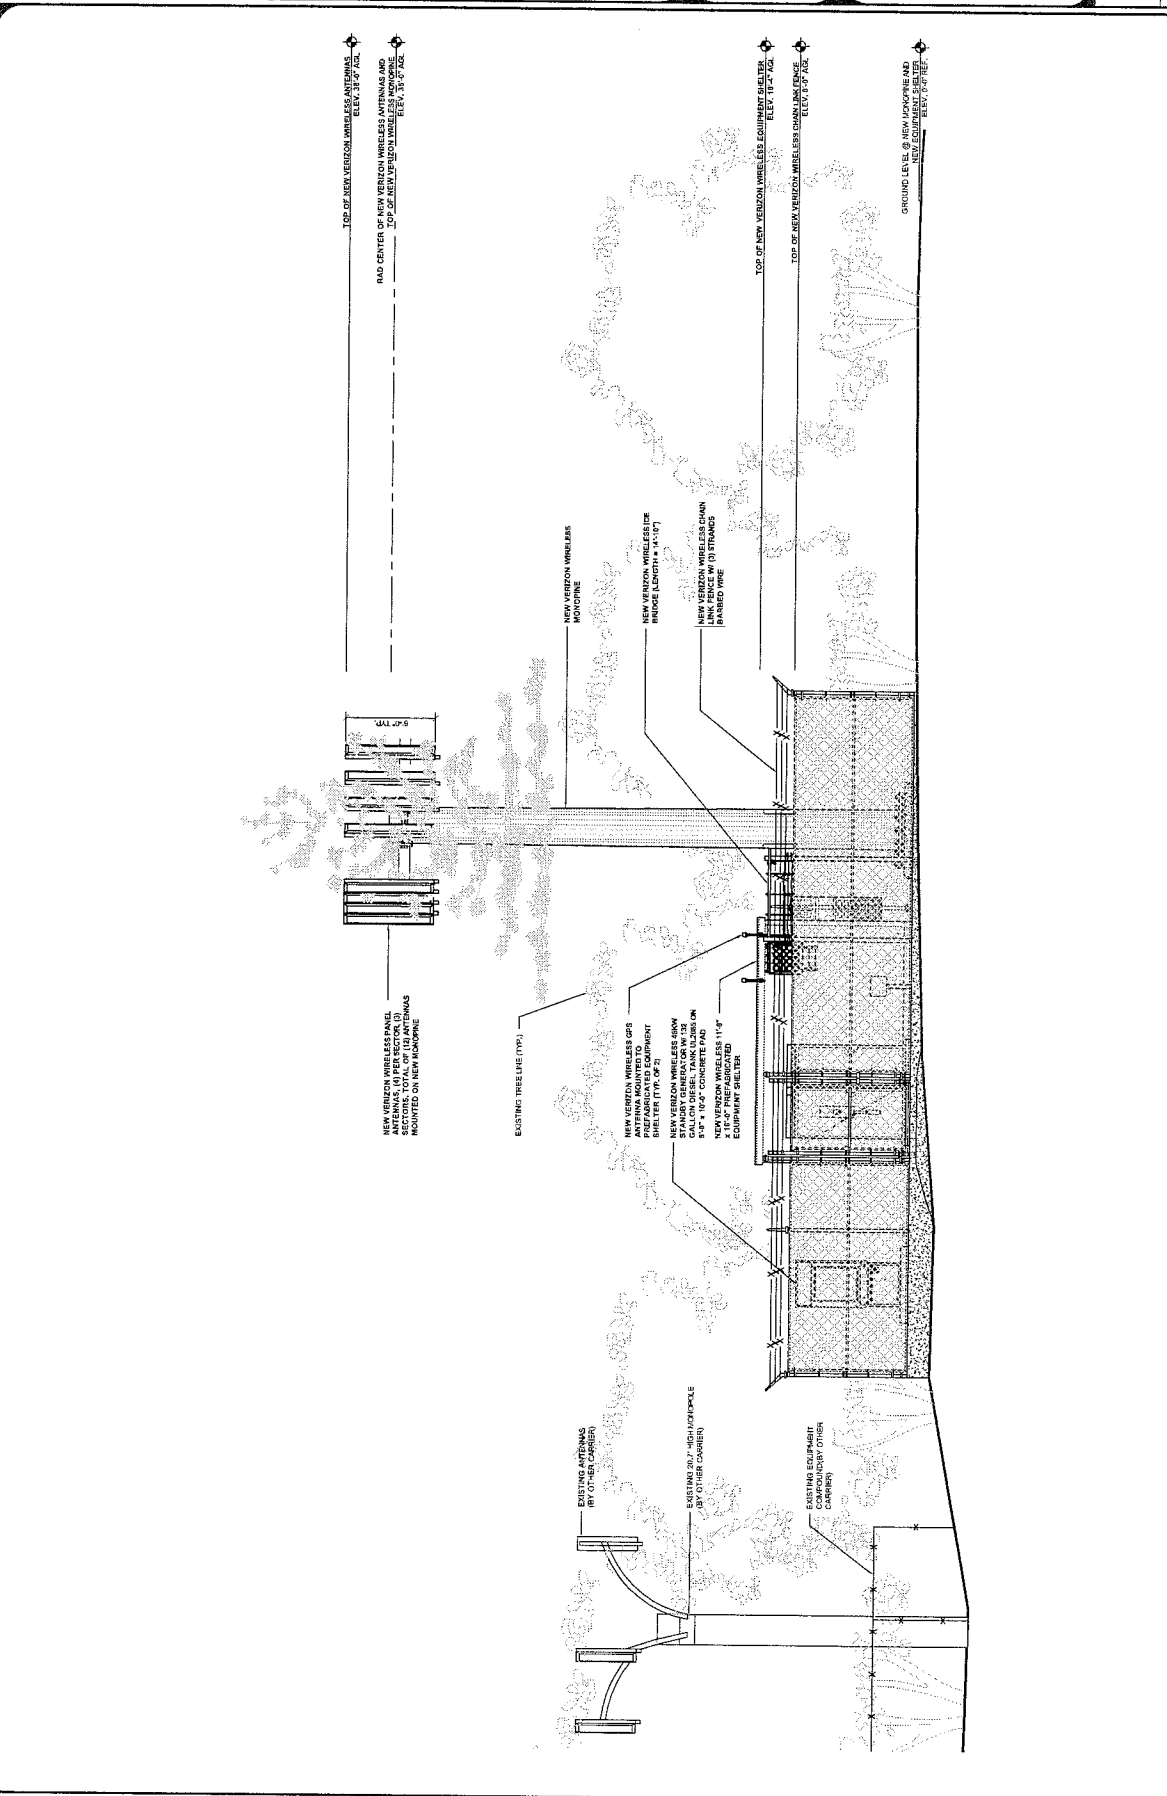 TOP OF NEW VERIZON WIRELESS ANTENNAS
ELEV. 38'-0" AGL
RAD CENTER OF NEW VERIZON WIRELESS ANTENNAS AND
TOP OF NEW VERIZON WIRELESS MONOPINE
ELEV. 35'-0" AGL
TOP OF NEW VERIZON WIRELESS EQUIPMENT SHELTER
ELEV. 10'-4" AGL
TOP OF NEW VERIZON WIRELESS CHAIN LINK FENCE
ELEV. 8'-0" AGL
GROUND LEVEL @ NEW MONOPINE AND
NEW EQUIPMENT SHELTER
ELEV. 0'-0" REF.
6'-0" TYP.
NEW VERIZON WIRELESS
MONOPINE
NEW VERIZON WIRELESS ICE
BRIDGE (LENGTH = 14'-10")
NEW VERIZON WIRELESS CHAIN
LINK FENCE W/ (3) STRANDS
BARBED WIRE
NEW VERIZON WIRELESS PANEL
ANTENNAS, (4) PER SECTOR, (3)
SECTORS, TOTAL OF (12) ANTENNAS
MOUNTED ON NEW MONOPINE
EXISTING TREE LINE (TYP.)
NEW VERIZON WIRELESS GPS
ANTENNA MOUNTED TO
PREFABRICATED EQUIPMENT
SHELTER (TYP. OF 2)
NEW VERIZON WIRELESS 48KW
STANDBY GENERATOR W/ 132
GALLON DIESEL TANK UL2085 ON
5'-0" x 10'-0" CONCRETE PAD
NEW VERIZON WIRELESS 11'-6"
x 16'-0" PREFABRICATED
EQUIPMENT SHELTER
EXISTING ANTENNAS
(BY OTHER CARRIER)
EXISTING 20.7' HIGH MONOPOLE
(BY OTHER CARRIER)
EXISTING EQUIPMENT
COMPOUND(BY OTHER
CARRIER)